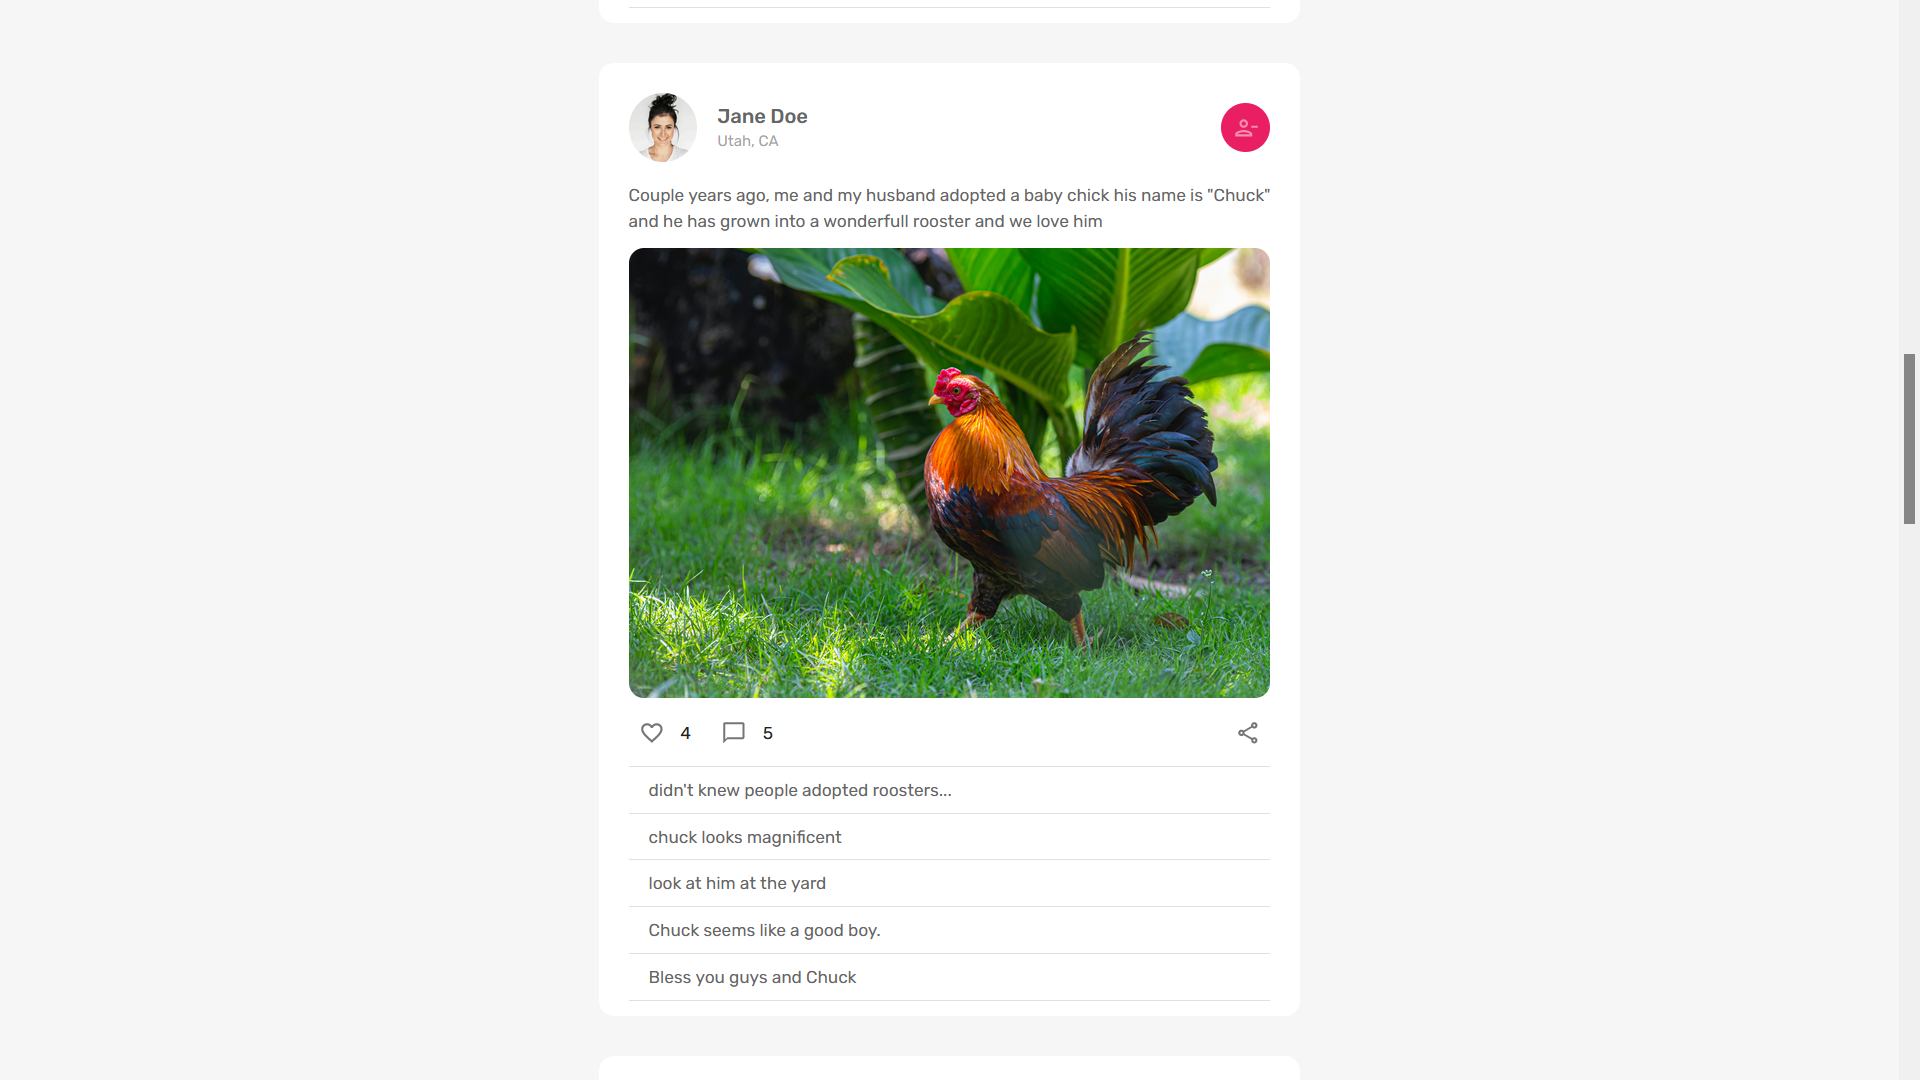 Jane Doe
Utah, CA
Couple years ago, me and my husband adopted a baby chick his name is "Chuck"
and he has grown into a wonderfull rooster and we love him
4
5
didn't knew people adopted roosters...
chuck looks magnificent
look at him at the yard
Chuck seems like a good boy.
Bless you guys and Chuck